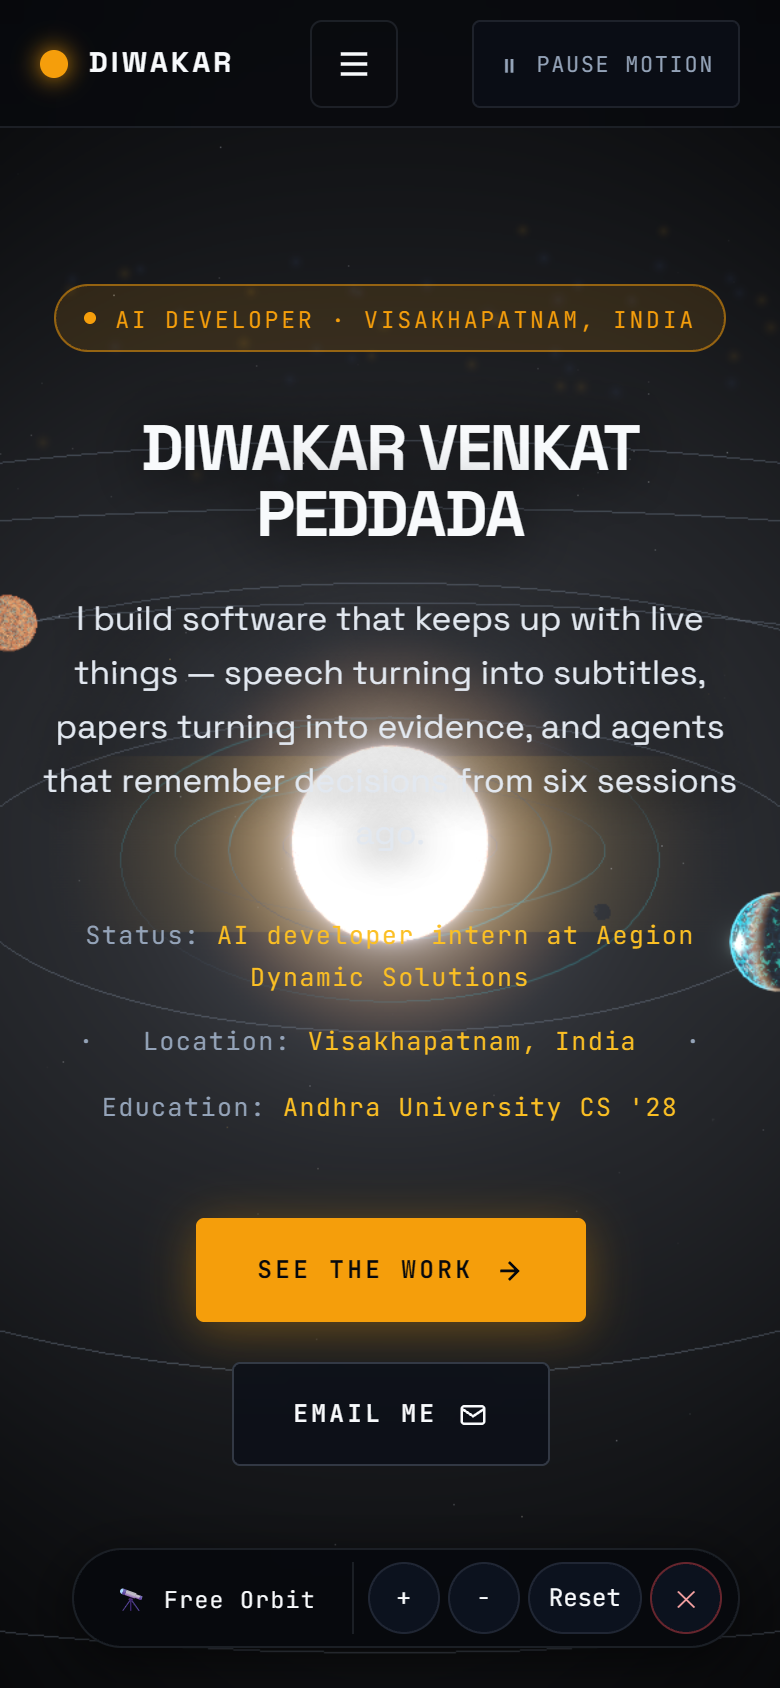 DIWAKAR
PAUSE MOTION
AI DEVELOPER · VISAKHAPATNAM, INDIA
DIWAKAR VENKAT
PEDDADA
I build software that keeps up with live
things — speech turning into subtitles,
papers turning into evidence, and agents
that remember decisions from six sessions
ago.
Status: AI developer intern at Aegion
Dynamic Solutions
· Location: Visakhapatnam, India ·
Education: Andhra University CS '28
SEE THE WORK →
EMAIL ME
Free Orbit + - Reset ×